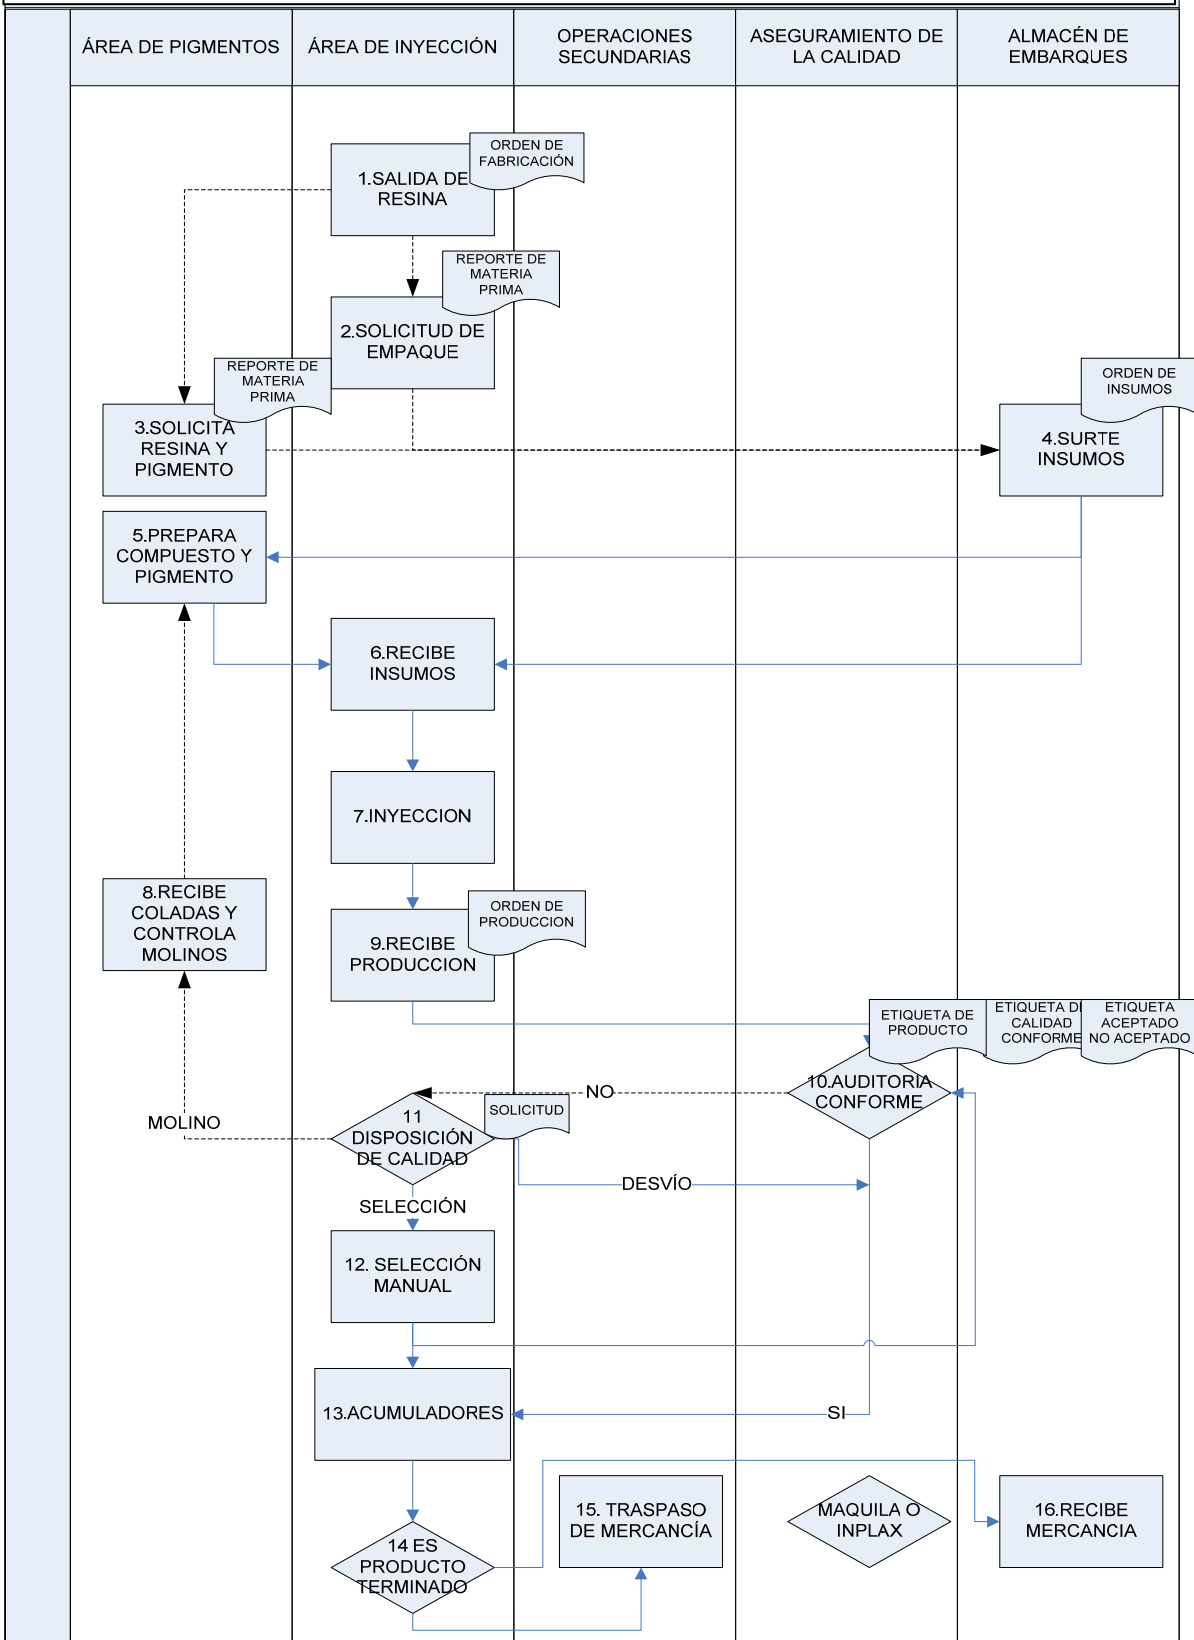 ÁREA DE PIGMENTOS
ÁREA DE INYECCIÓN
OPERACIONES
SECUNDARIAS
ASEGURAMIENTO DE
LA CALIDAD
ALMACÉN DE
EMBARQUES
ORDEN DE
FABRICACIÓN
1.SALIDA DE
RESINA
REPORTE DE
MATERIA
PRIMA
2.SOLICITUD DE
EMPAQUE
REPORTE DE
MATERIA
PRIMA
3.SOLICITA
RESINA Y
PIGMENTO
ORDEN DE
INSUMOS
4.SURTE
INSUMOS
5.PREPARA
COMPUESTO Y
PIGMENTO
6.RECIBE
INSUMOS
7.INYECCION
8.RECIBE
COLADAS Y
CONTROLA
MOLINOS
ORDEN DE
PRODUCCION
9.RECIBE
PRODUCCION
ETIQUETA DE
PRODUCTO
ETIQUETA DE
CALIDAD
CONFORME
ETIQUETA
ACEPTADO
NO ACEPTADO
10.AUDITORIA
CONFORME
NO
SOLICITUD
MOLINO
11
DISPOSICIÓN
DE CALIDAD
DESVÍO
SELECCIÓN
12. SELECCIÓN
MANUAL
13.ACUMULADORES
SI
14 ES
PRODUCTO
TERMINADO
15. TRASPASO
DE MERCANCÍA
MAQUILA O
INPLAX
16.RECIBE
MERCANCIA